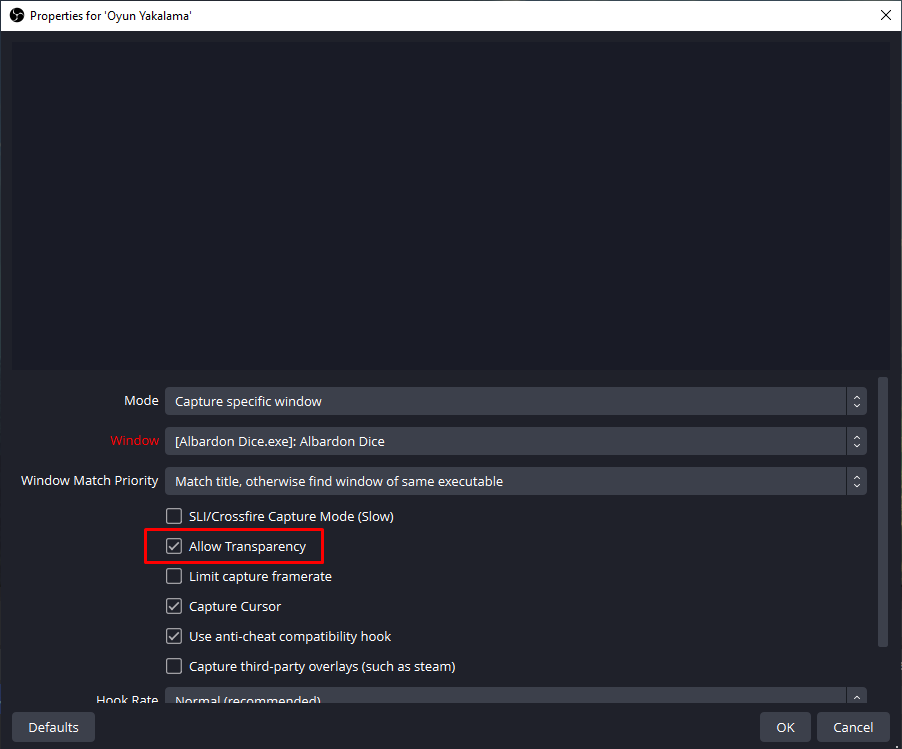 Properties for 'Oyun Yakalama'
Mode Capture specific window
Window [Albardon Dice.exe]: Albardon Dice
Window Match Priority Match title, otherwise find window of same executable
SLI/Crossfire Capture Mode (Slow)
Allow Transparency
Limit capture framerate
Capture Cursor
Use anti-cheat compatibility hook
Capture third-party overlays (such as steam)
Hook Rate Normal (recommended)
Defaults OK Cancel